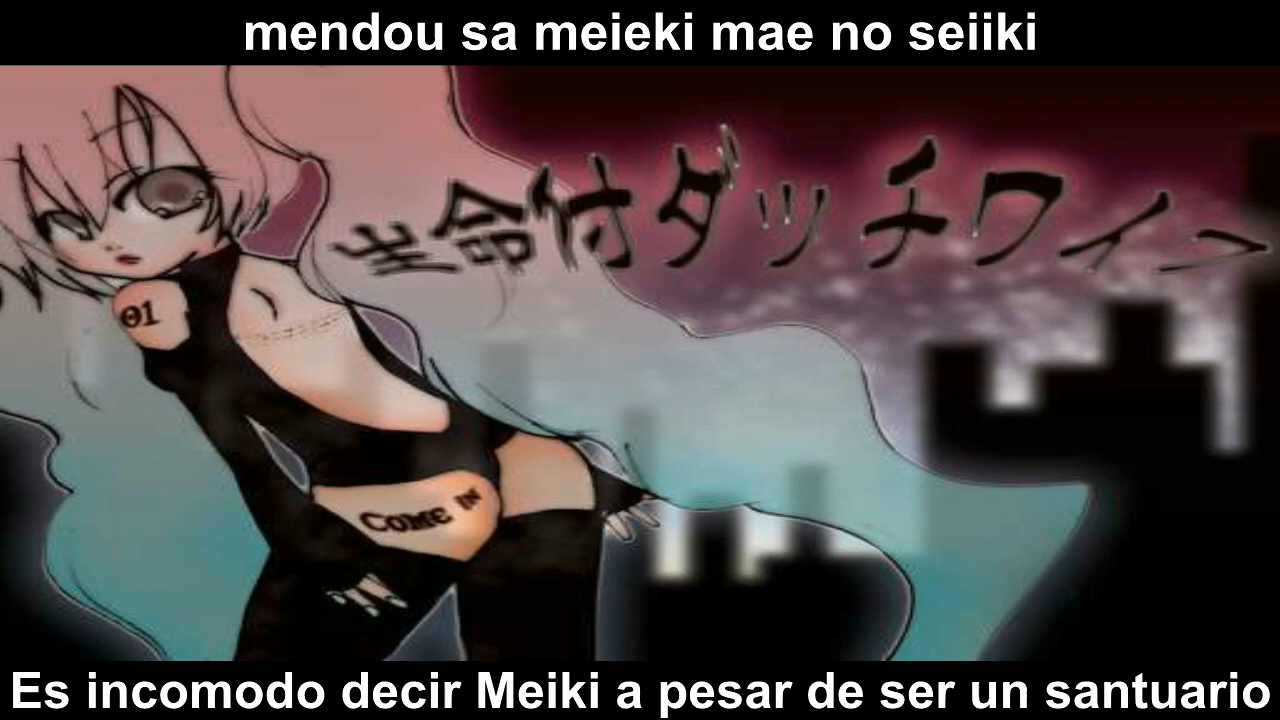 mendou sa meieki mae no seiiki
生命付ダッチワイフ
01
COME IN
Es incomodo decir Meiki a pesar de ser un santuario